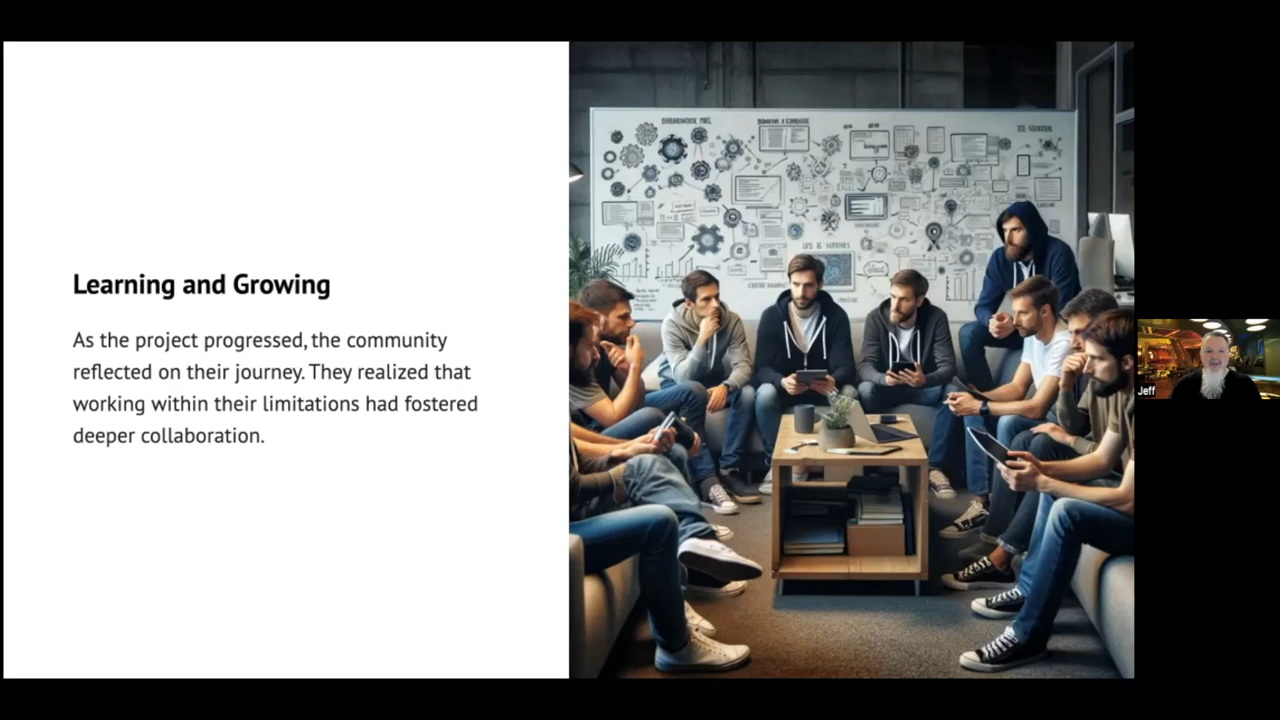 Learning and Growing
As the project progressed, the community
reflected on their journey. They realized that
working within their limitations had fostered
deeper collaboration.
Jeff